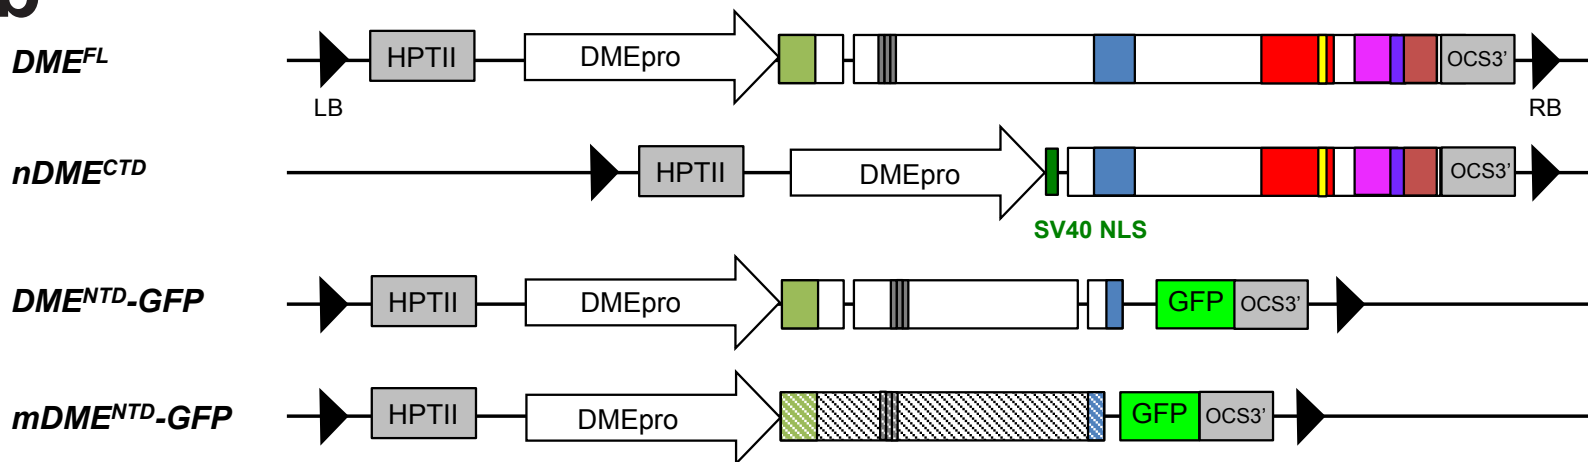 b
DME^FL HPTII DMEpro OCS3'
LB RB
nDME^CTD HPTII DMEpro OCS3'
SV40 NLS
DME^NTD-GFP HPTII DMEpro GFP OCS3'
mDME^NTD-GFP HPTII DMEpro GFP OCS3'